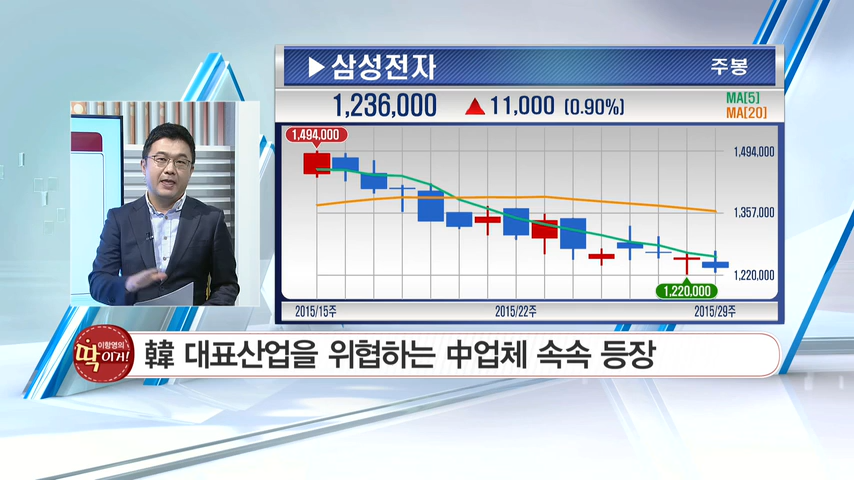 ▶삼성전자
주봉
1,236,000 ▲ 11,000 (0.90%)
MA[5]
MA[20]
1,494,000
1,494,000
1,357,000
1,220,000
1,220,000
2015/15주
2015/22주
2015/29주
이항영의
딱이거!
韓 대표산업을 위협하는 中업체 속속 등장